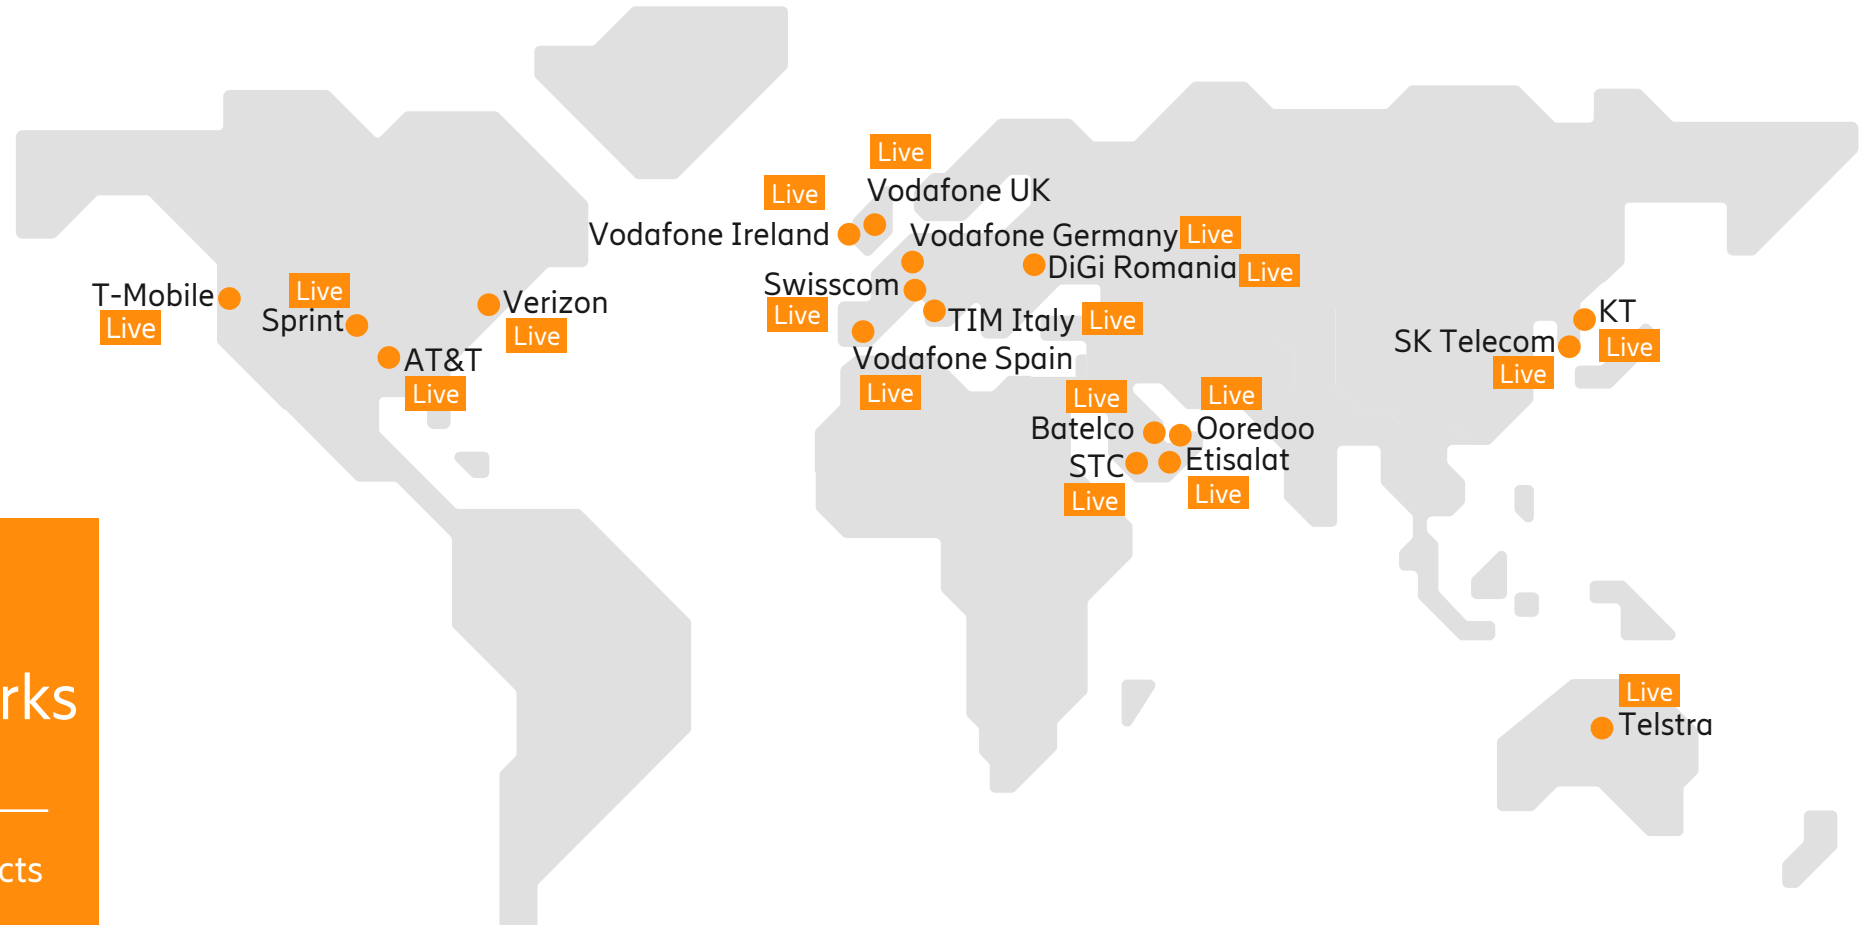 Live
Vodafone UK
Live
Vodafone Ireland
Vodafone Germany Live
DiGi Romania Live
Swisscom
Live
TIM Italy Live
Vodafone Spain
Live
T-Mobile
Live
Live
Sprint
Verizon
Live
AT&T
Live
KT
Live
SK Telecom
Live
Live
Batelco
Live
Ooredoo
STC
Live
Etisalat
Live
Live
Telstra
rks
cts